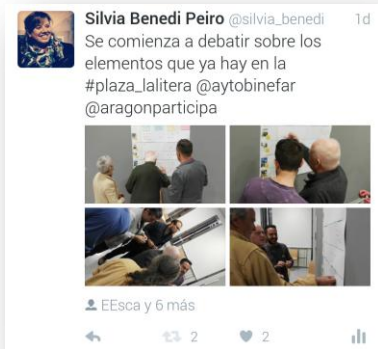 Silvia Benedi Peiro @silvia_benedi 1d
Se comienza a debatir sobre los
elementos que ya hay en la
#plaza_lalitera @aytobinefar
@aragonparticipa
EEsca y 6 más
2 2